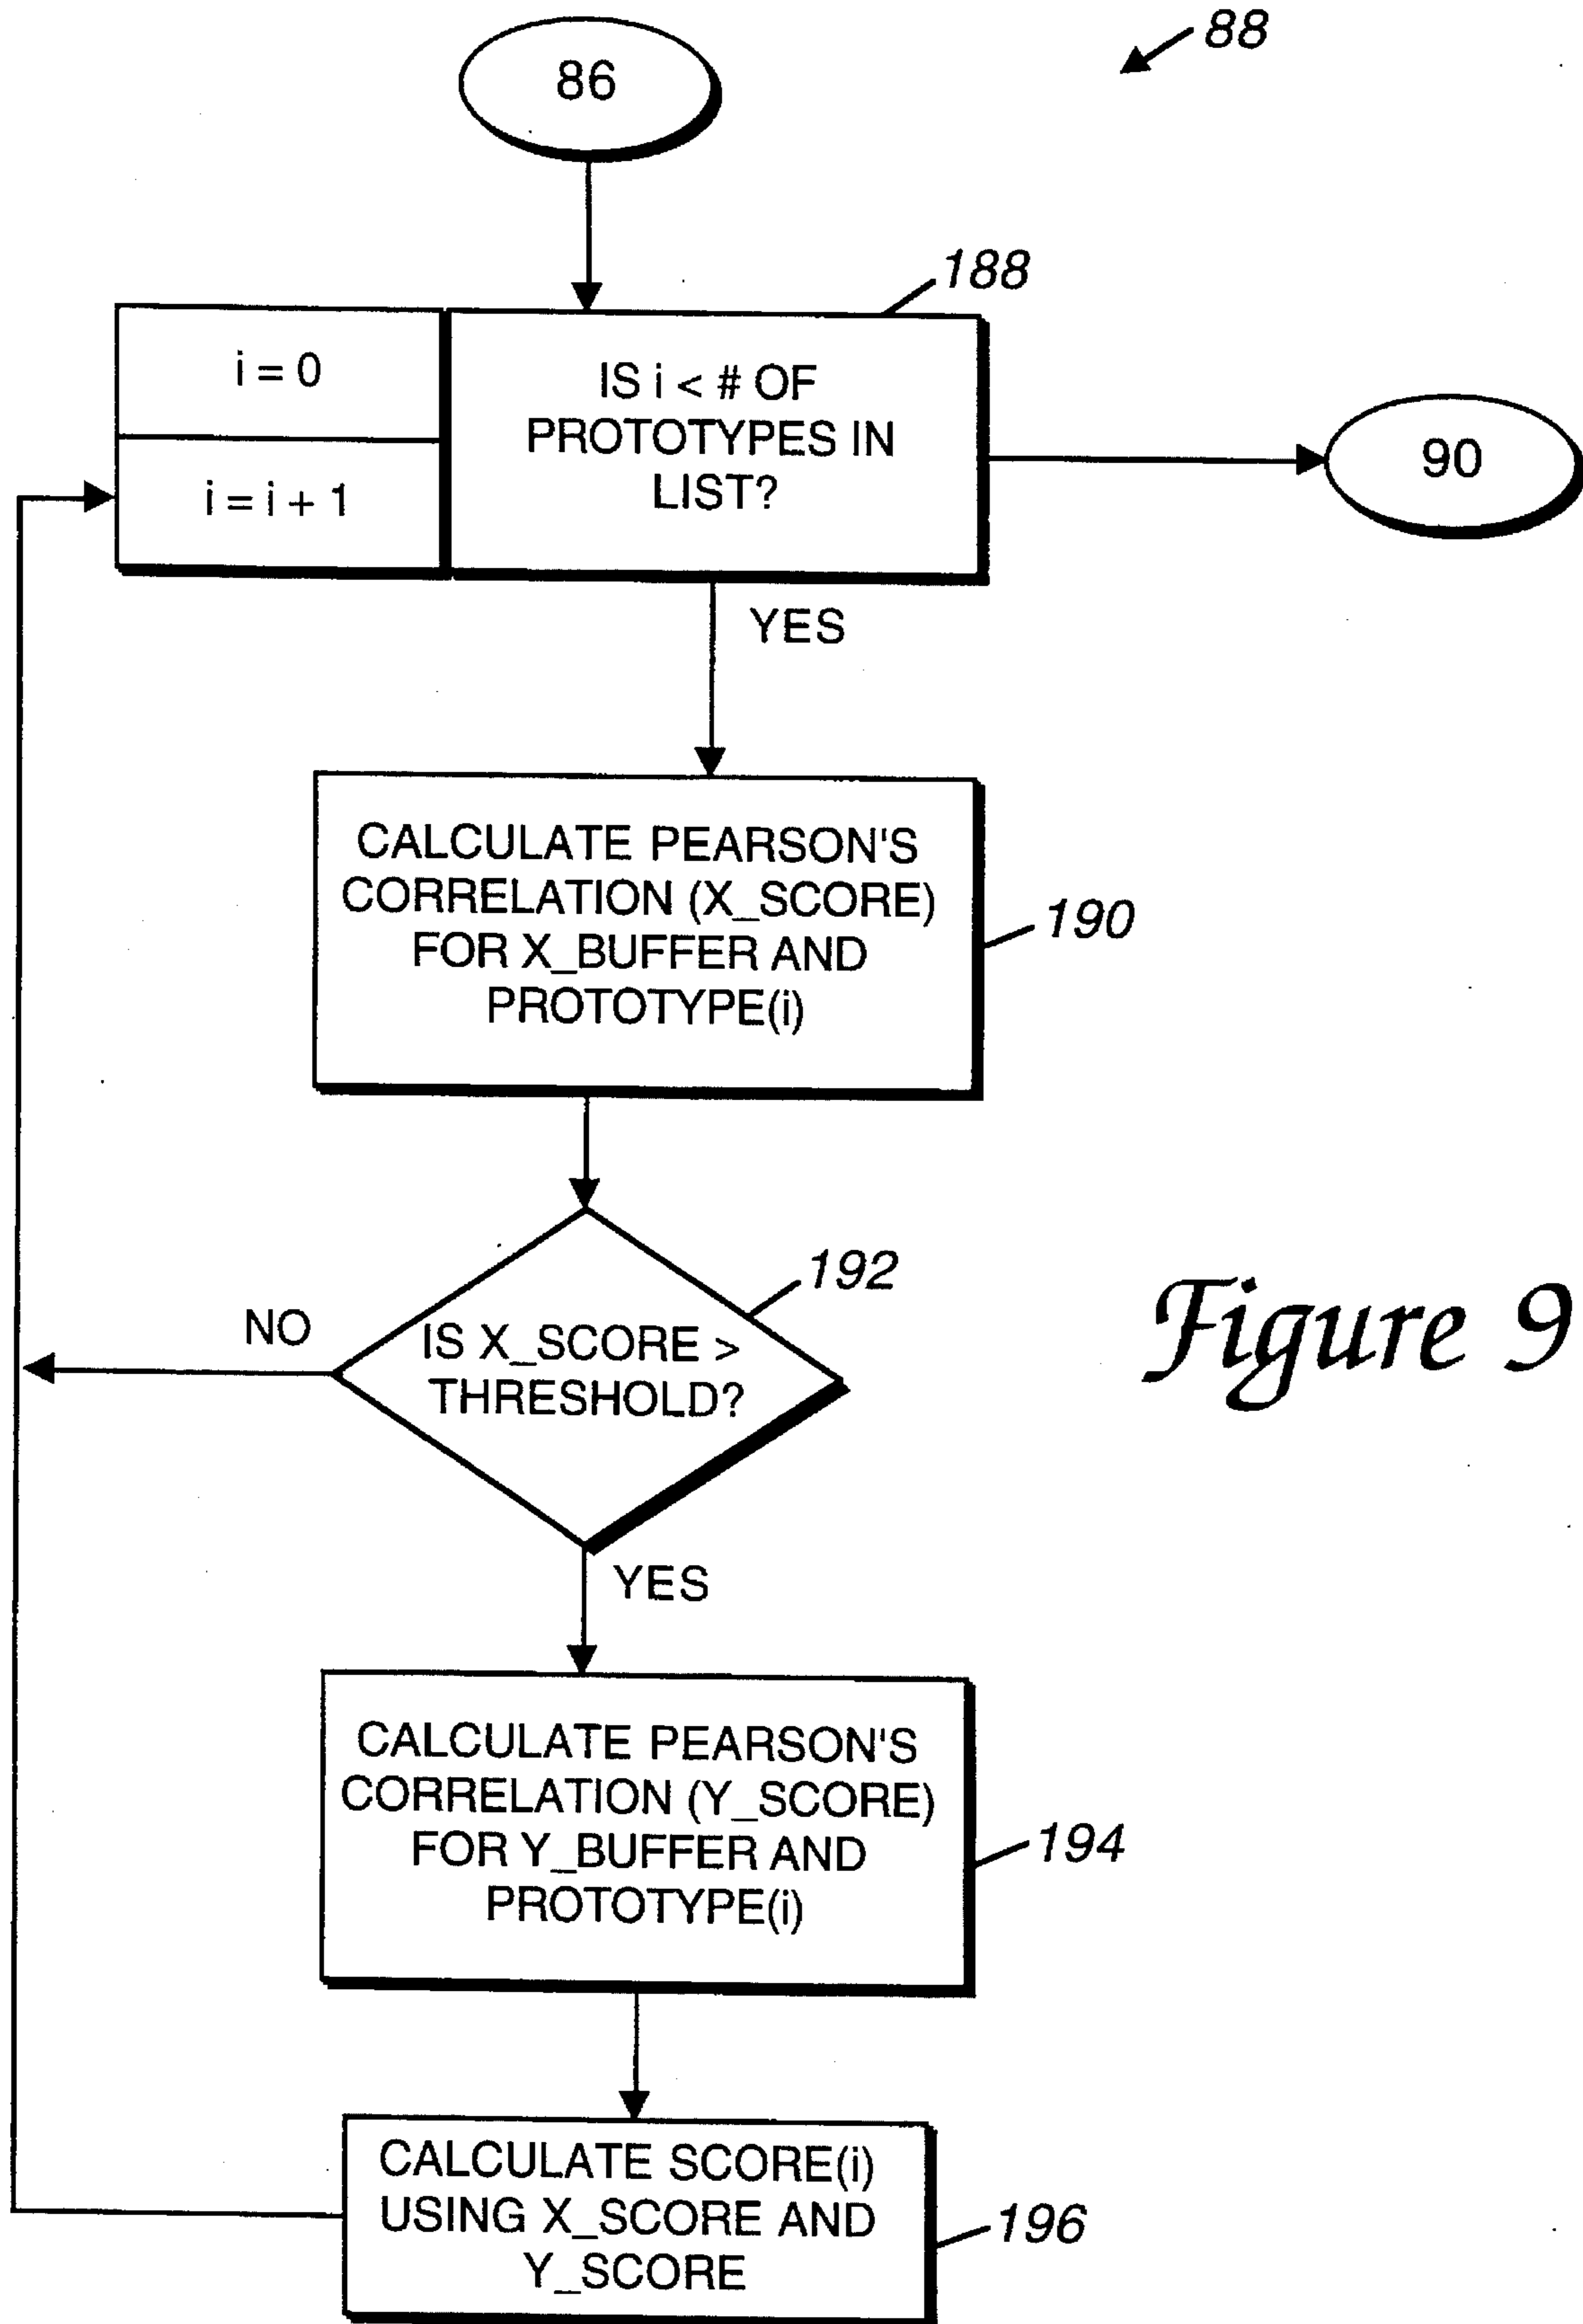 88
86
188
i = 0
IS i < # OF
PROTOTYPES IN
LIST?
i = i + 1
90
YES
CALCULATE PEARSON'S
CORRELATION (X_SCORE)
FOR X_BUFFER AND
PROTOTYPE(i)
190
192
NO
IS X_SCORE >
THRESHOLD?
Figure 9
YES
CALCULATE PEARSON'S
CORRELATION (Y_SCORE)
FOR Y_BUFFER AND
PROTOTYPE(i)
194
CALCULATE SCORE(i)
USING X_SCORE AND
Y_SCORE
196